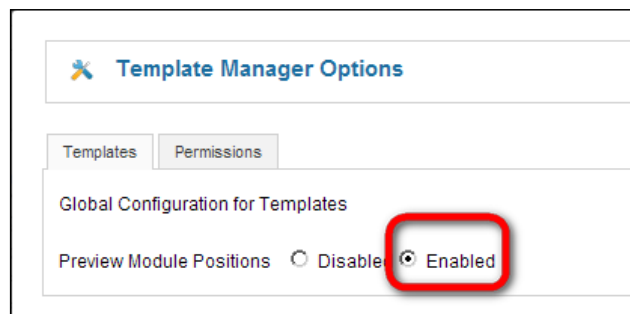 Template Manager Options
Templates Permissions
Global Configuration for Templates
Preview Module Positions Disabled Enabled